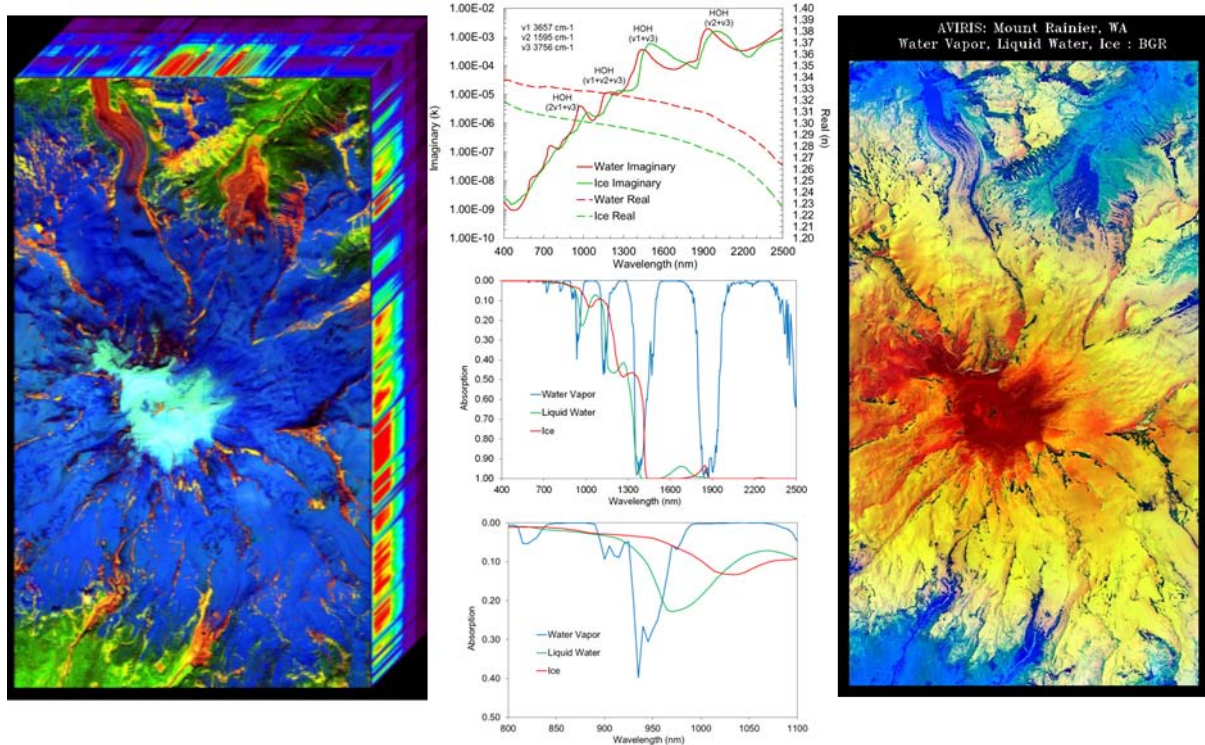 v1 3657 cm-1
v2 1595 cm-1
v3 3756 cm-1
HOH
(2v1+v3)
HOH
(v1+v2+v3)
HOH
(v1+v3)
HOH
(v2+v3)
1.00E-02
1.00E-03
1.00E-04
1.00E-05
1.00E-06
1.00E-07
1.00E-08
1.00E-09
1.00E-10
Imaginary (k)
1.40
1.39
1.38
1.37
1.36
1.35
1.34
1.33
1.32
1.31
1.30
1.29
1.28
1.27
1.26
1.25
1.24
1.23
1.22
1.21
1.20
Real (n)
Water Imaginary
Ice Imaginary
Water Real
Ice Real
400 700 1000 1300 1600 1900 2200 2500
Wavelength (nm)
0.00
0.10
0.20
0.30
0.40
0.50
0.60
0.70
0.80
0.90
1.00
Absorption
Water Vapor
Liquid Water
Ice
400 700 1000 1300 1600 1900 2200 2500
Wavelength (nm)
0.00
0.10
0.20
0.30
0.40
0.50
Absorption
Water Vapor
Liquid Water
Ice
800 850 900 950 1000 1050 1100
Wavelength (nm)
AVIRIS: Mount Rainier, WA
Water Vapor, Liquid Water, Ice : BGR